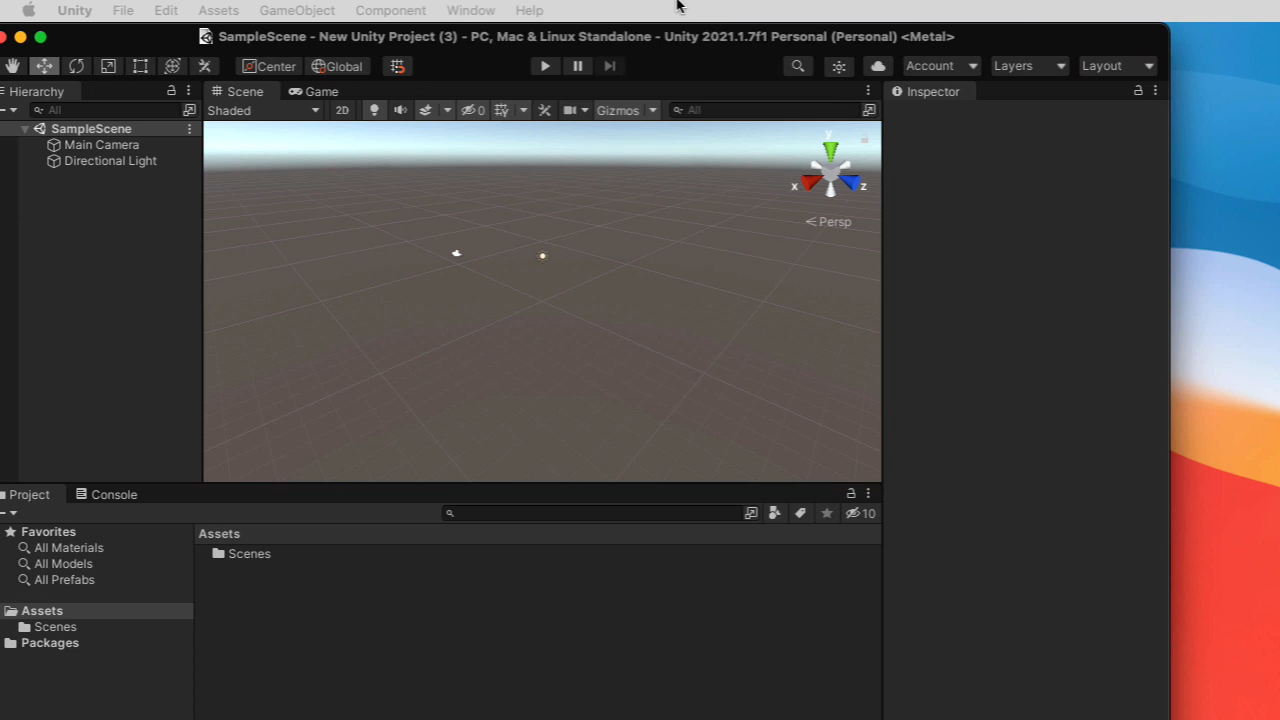 Unity File Edit Assets GameObject Component Window Help
SampleScene - New Unity Project (3) - PC, Mac & Linux Standalone - Unity 2021.1.7f1 Personal (Personal) <Metal>
Center Global Account Layers Layout
Hierarchy
All
SampleScene
Main Camera
Directional Light
Scene Game
Shaded 2D 0 Gizmos All
y
x z
Persp
Inspector
Project Console
10
Favorites
All Materials
All Models
All Prefabs
Assets
Scenes
Packages
Assets
Scenes